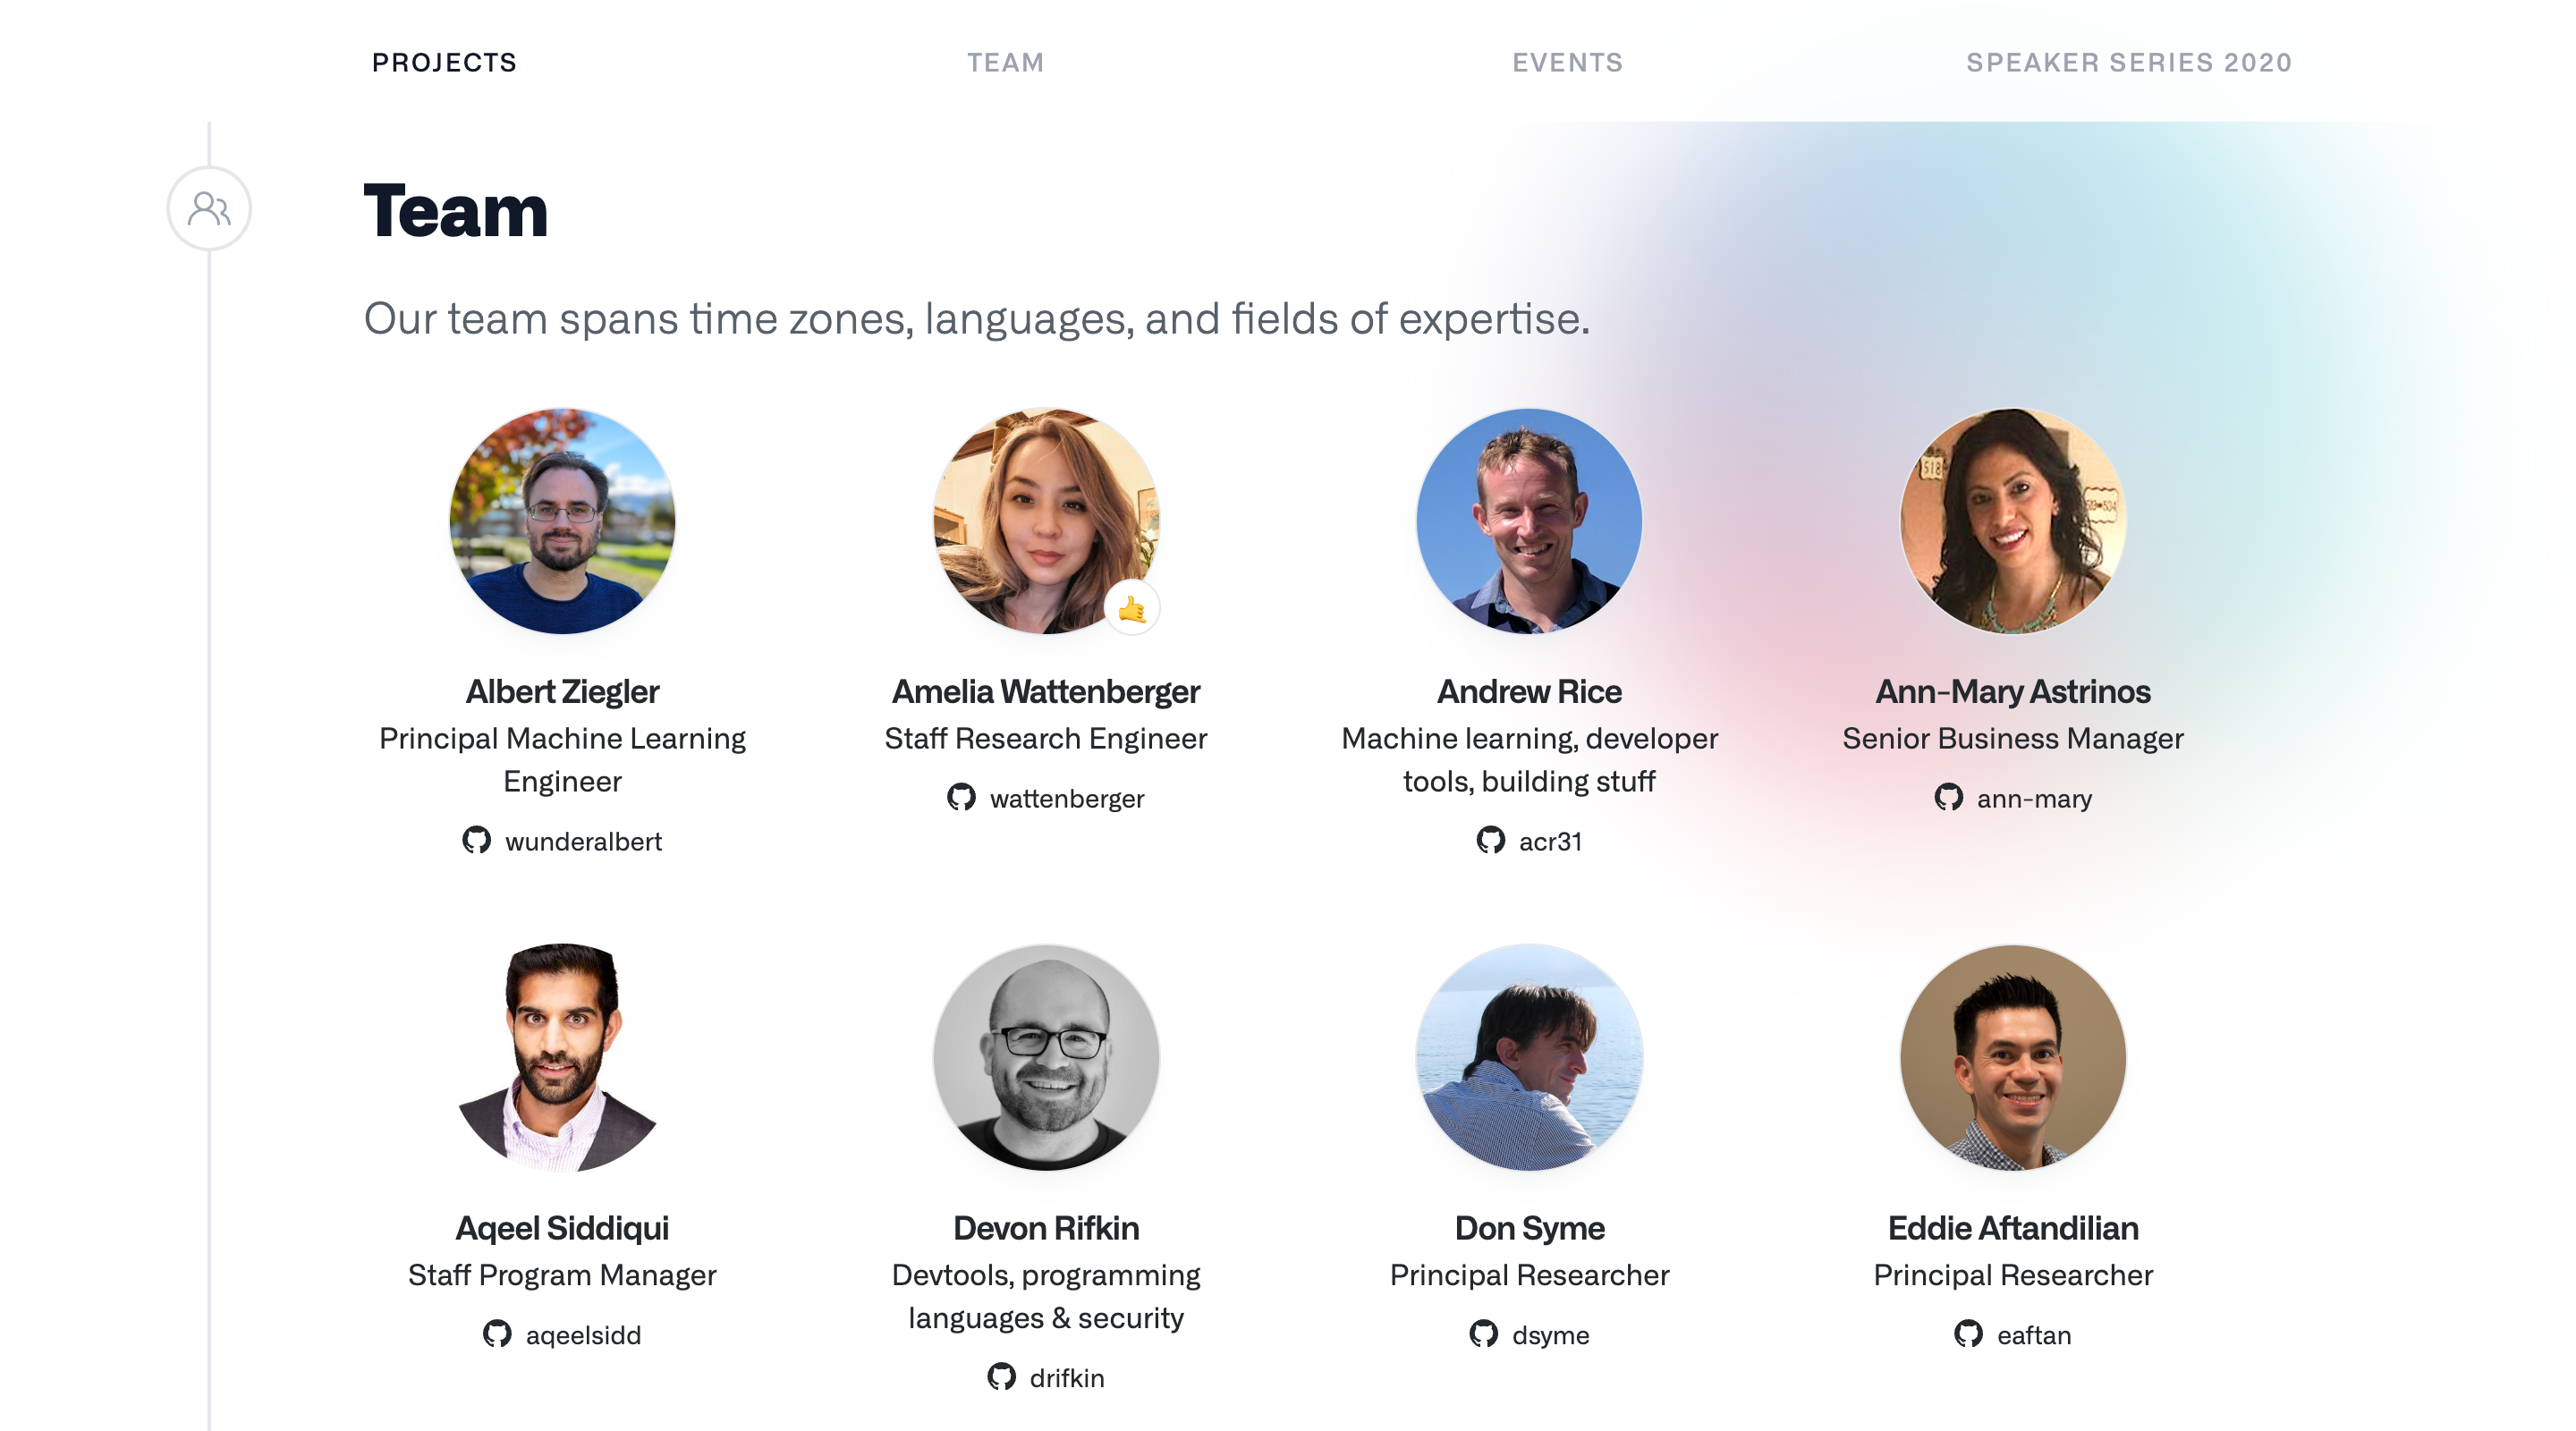 PROJECTS
TEAM
EVENTS
SPEAKER SERIES 2020
Team
Our team spans time zones, languages, and fields of expertise.
518
Albert Ziegler
Principal Machine Learning
Engineer
wunderalbert
Amelia Wattenberger
Staff Research Engineer
wattenberger
Andrew Rice
Machine learning, developer
tools, building stuff
acr31
Ann-Mary Astrinos
Senior Business Manager
ann-mary
Aqeel Siddiqui
Staff Program Manager
aqeelsidd
Devon Rifkin
Devtools, programming
languages & security
drifkin
Don Syme
Principal Researcher
dsyme
Eddie Aftandilian
Principal Researcher
eaftan